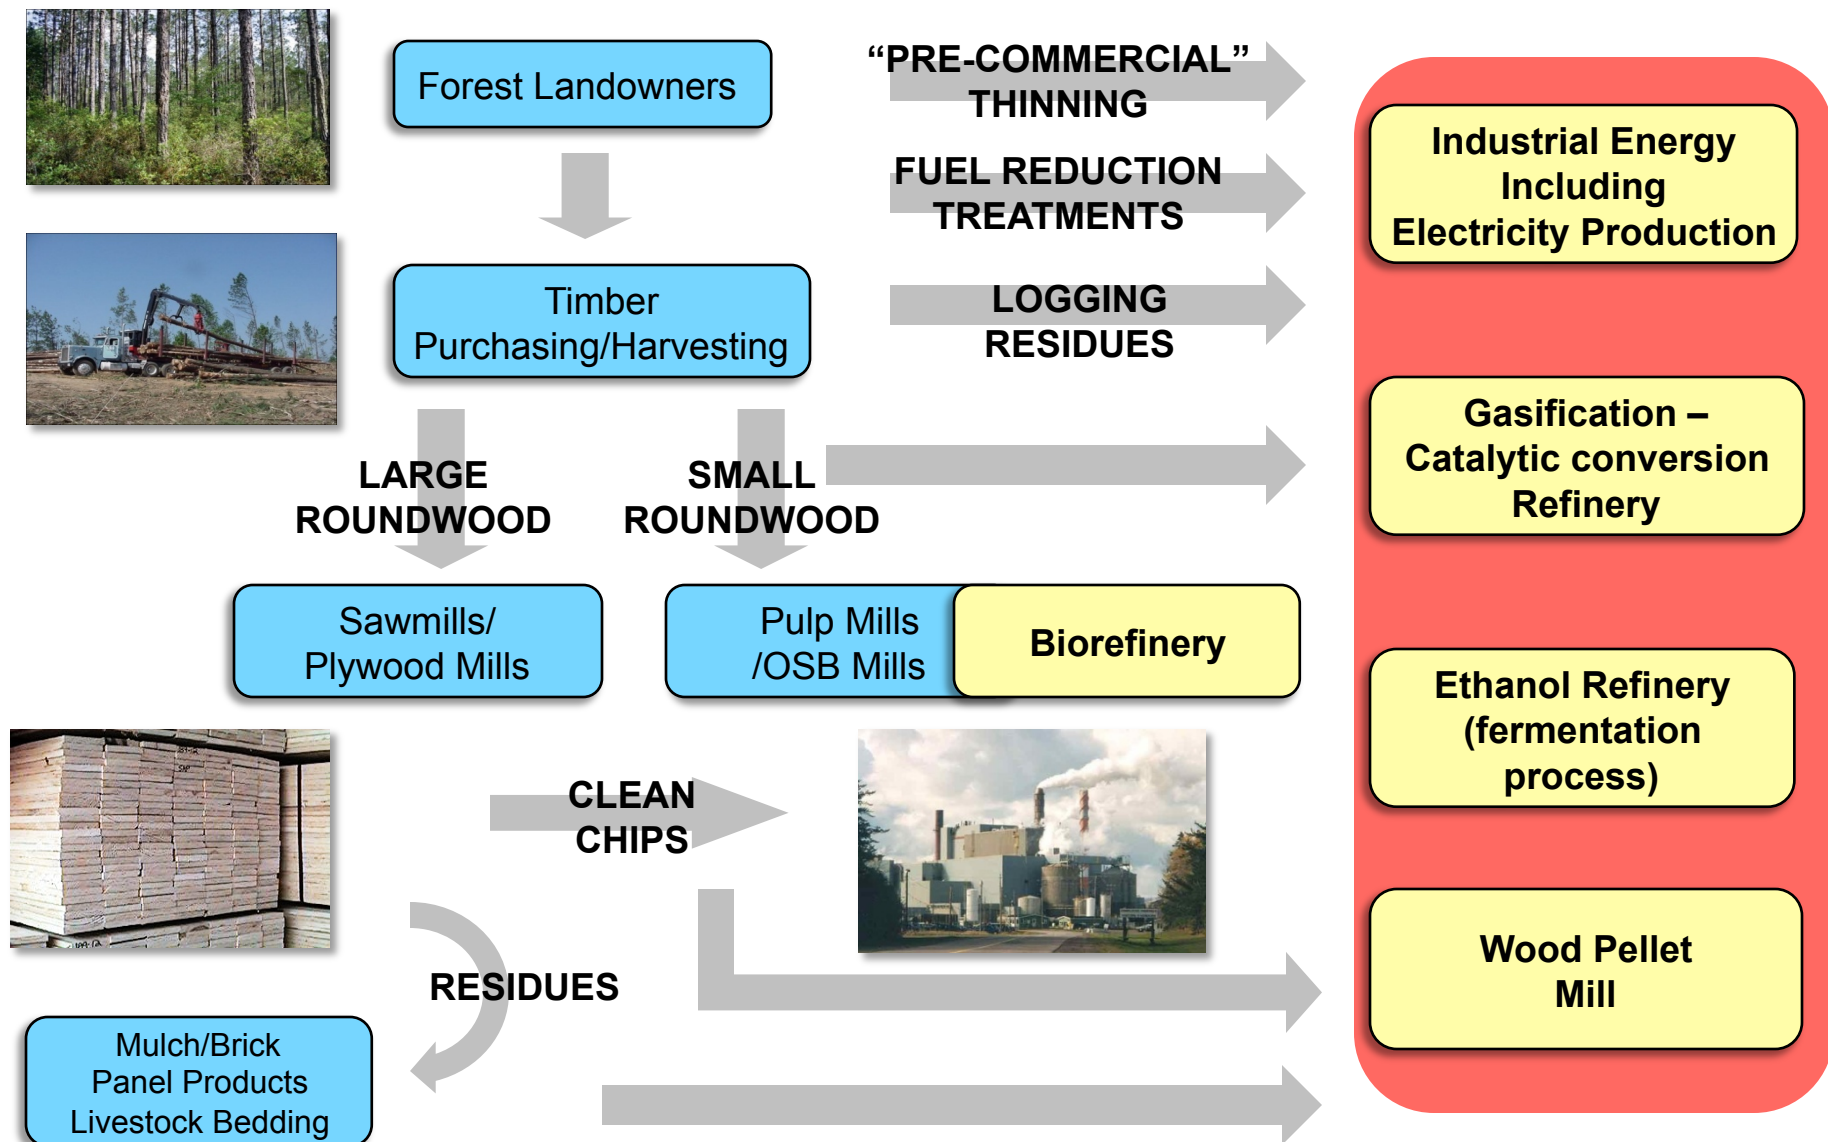 Forest Landowners
“PRE-COMMERCIAL”
THINNING
FUEL REDUCTION
TREATMENTS
Timber
Purchasing/Harvesting
LOGGING
RESIDUES
LARGE
ROUNDWOOD
SMALL
ROUNDWOOD
Sawmills/
Plywood Mills
Pulp Mills
/OSB Mills
Biorefinery
CLEAN
CHIPS
RESIDUES
Mulch/Brick
Panel Products
Livestock Bedding
Industrial Energy
Including
Electricity Production
Gasification –
Catalytic conversion
Refinery
Ethanol Refinery
(fermentation
process)
Wood Pellet
Mill